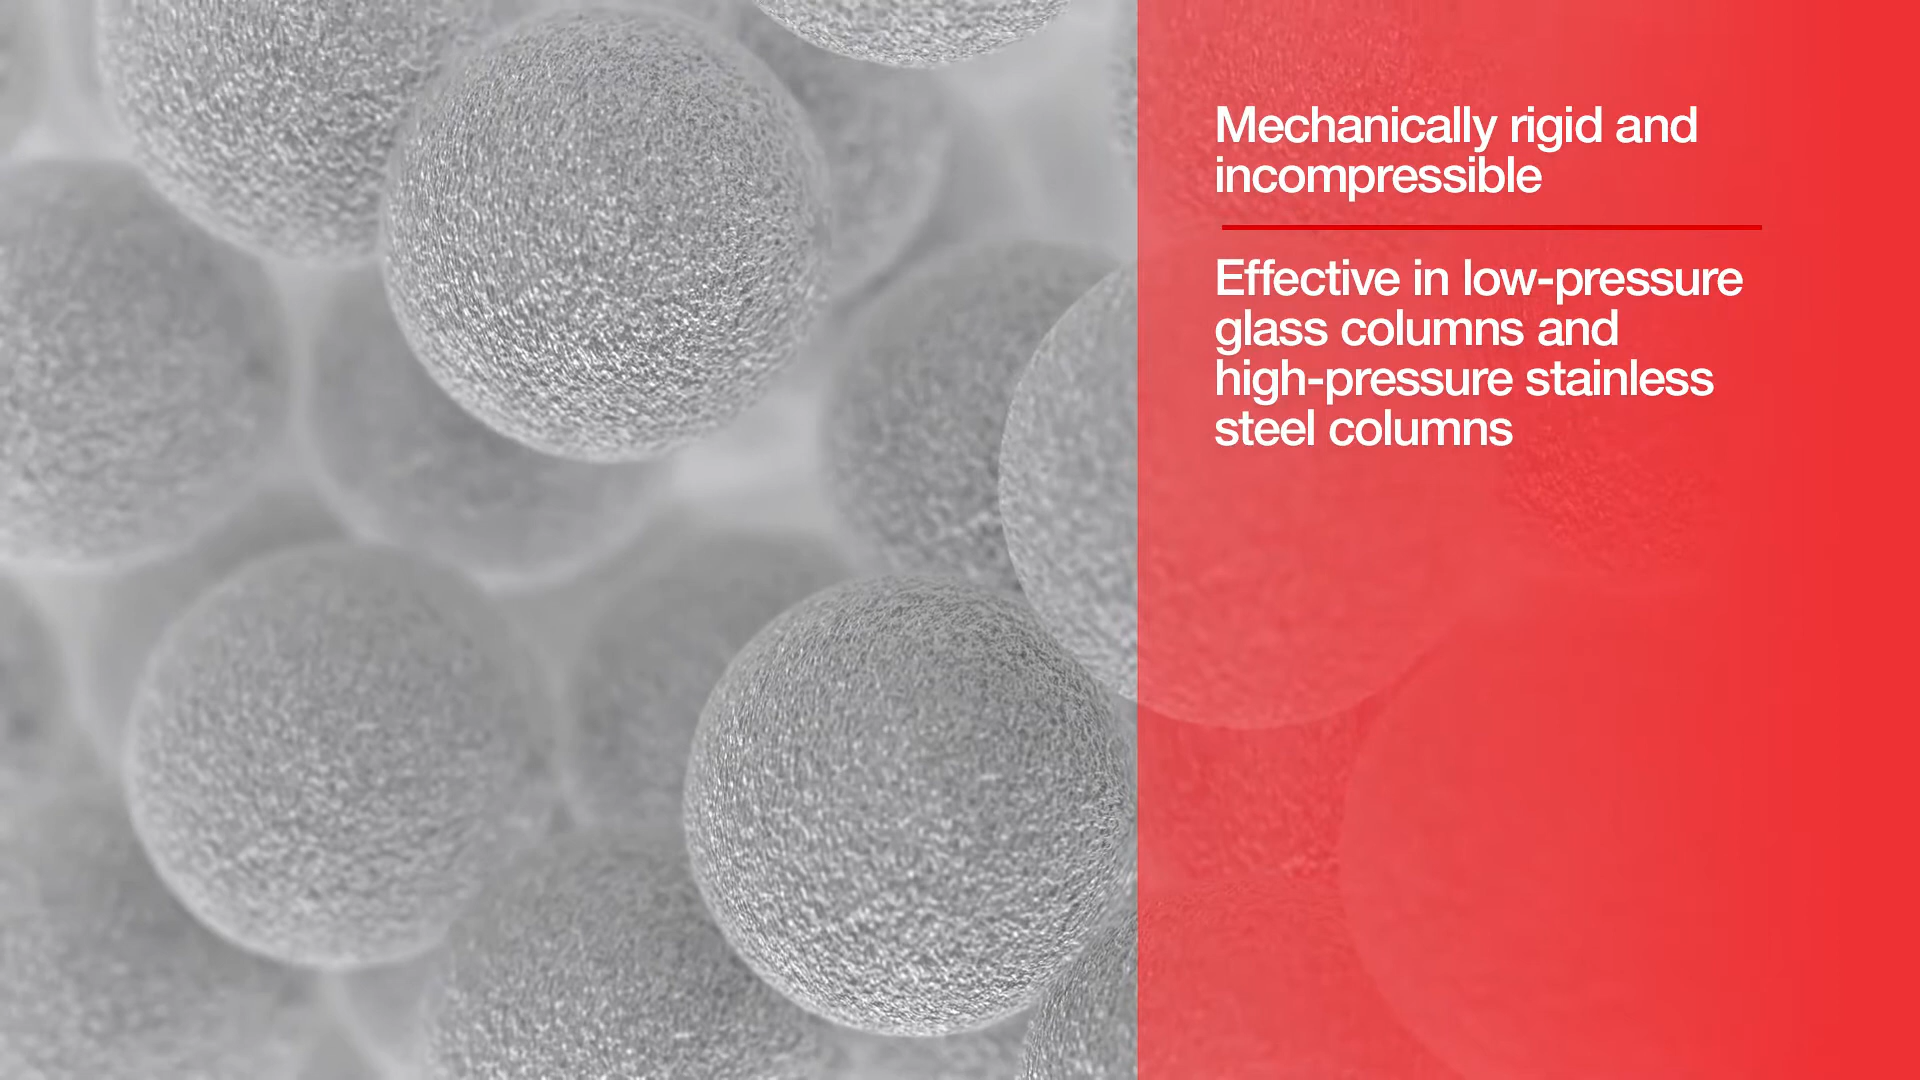 Mechanically rigid and
incompressible
Effective in low-pressure
glass columns and
high-pressure stainless
steel columns